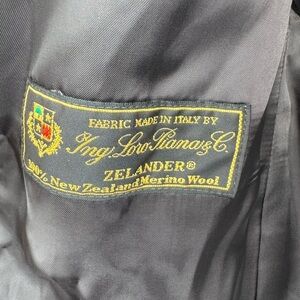 FABRIC MADE IN ITALY BY
Ing. Loro Piana & C.
ZELANDER®
100% New Zealand Merino Wool